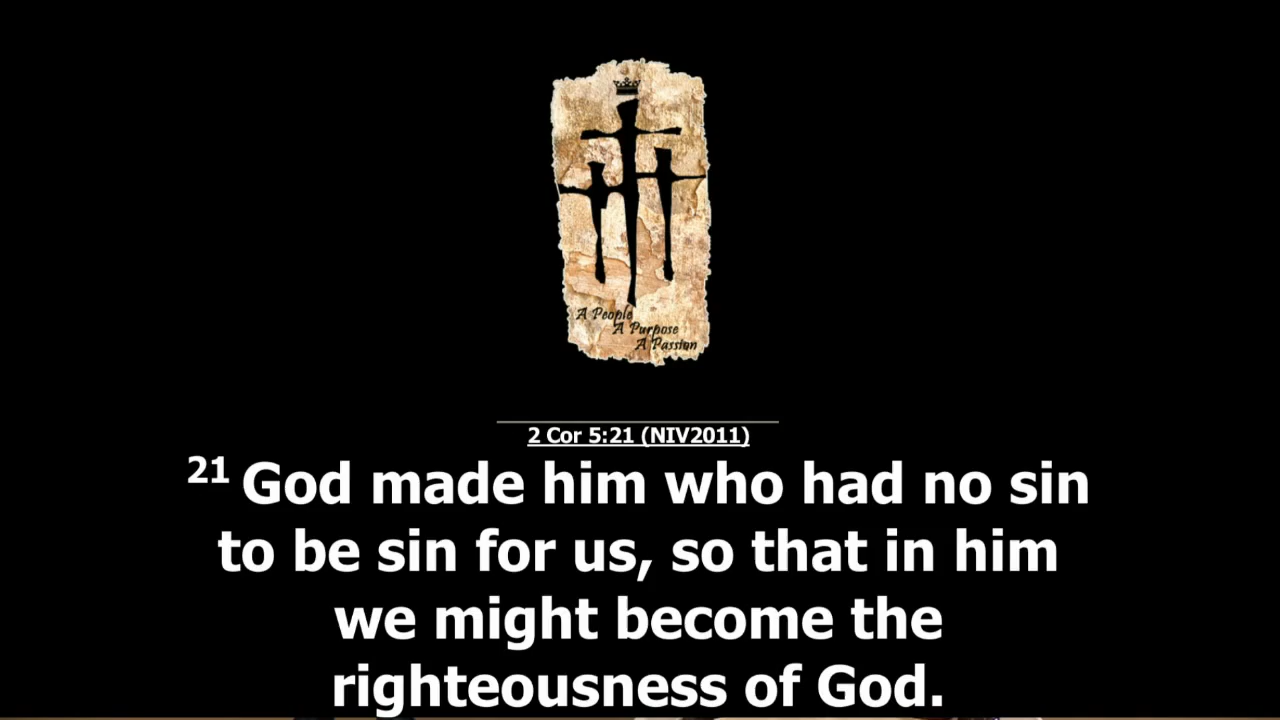 A People
A Purpose
A Passion
2 Cor 5:21 (NIV2011)
21 God made him who had no sin
to be sin for us, so that in him
we might become the
righteousness of God.